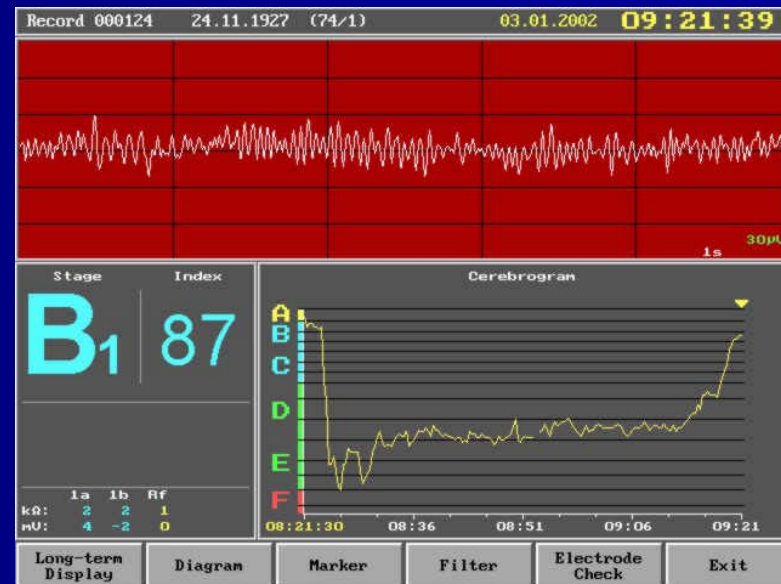 Record 000124 24.11.1927 (74/1) 03.01.2002 09:21:39
30µV
1s
Stage Index
B1 87
1a 1b Rf
kΩ: 2 2 1
mV: 4 -2 0
Cerebrogram
A
B
C
D
E
F
08:21:30 08:36 08:51 09:06 09:21
Long-term Display
Diagram
Marker
Filter
Electrode Check
Exit